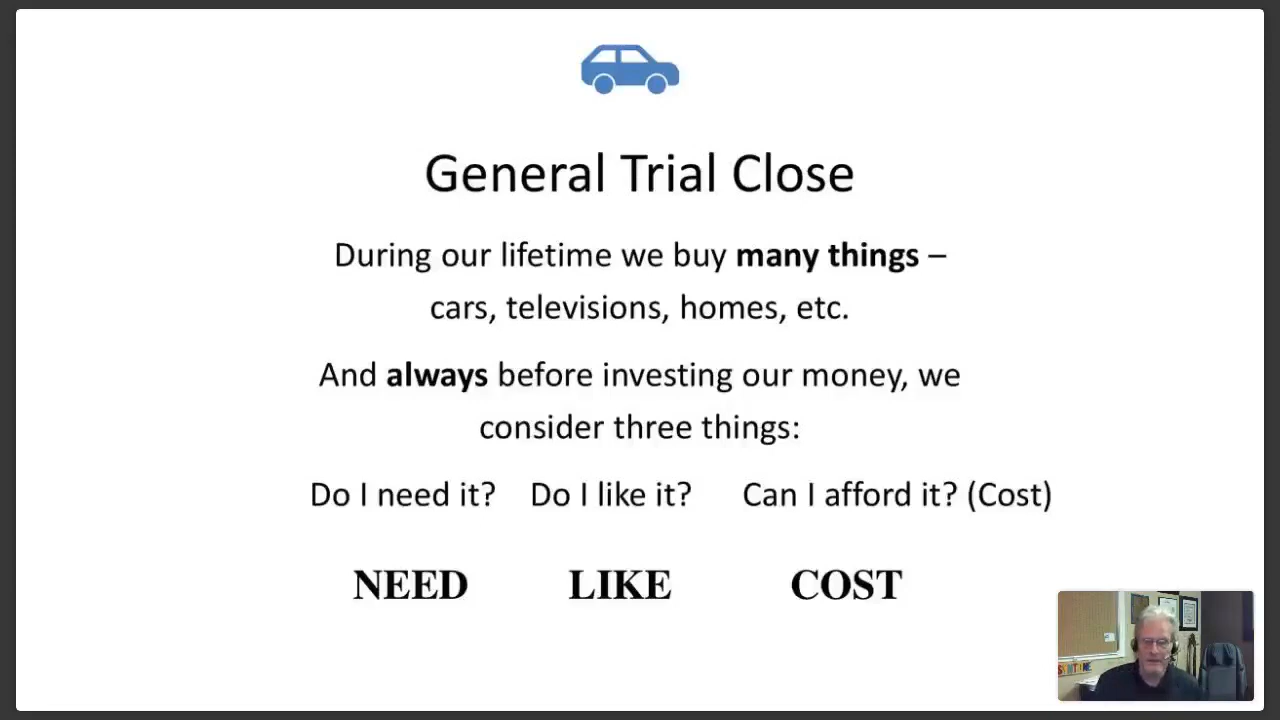 General Trial Close
During our lifetime we buy many things –
cars, televisions, homes, etc.
And always before investing our money, we
consider three things:
Do I need it? Do I like it? Can I afford it? (Cost)
NEED LIKE COST